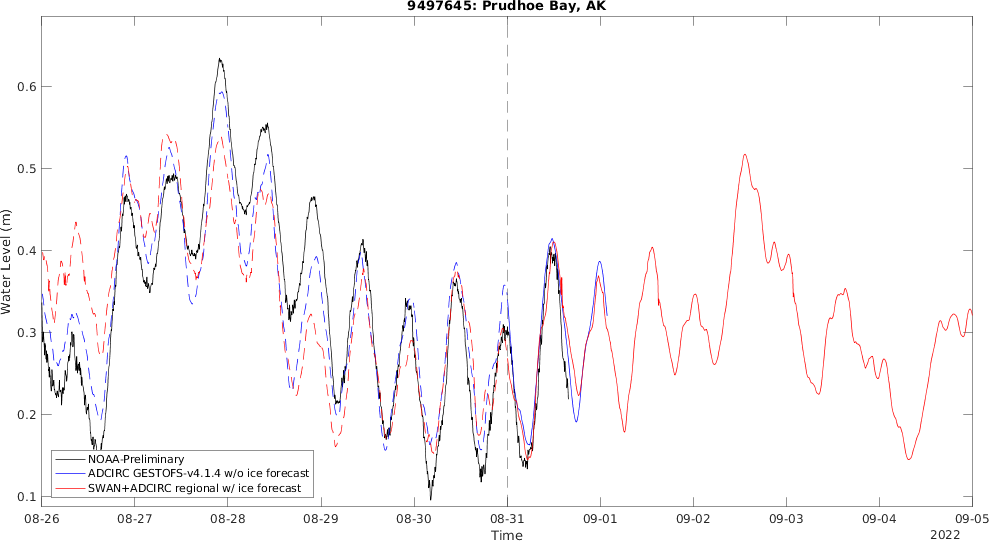 9497645: Prudhoe Bay, AK
Water Level (m)
0.6
0.5
0.4
0.3
0.2
0.1
NOAA-Preliminary
ADCIRC GESTOFS-v4.1.4 w/o ice forecast
SWAN+ADCIRC regional w/ ice forecast
08-26 08-27 08-28 08-29 08-30 08-31 09-01 09-02 09-03 09-04 09-05
Time
2022